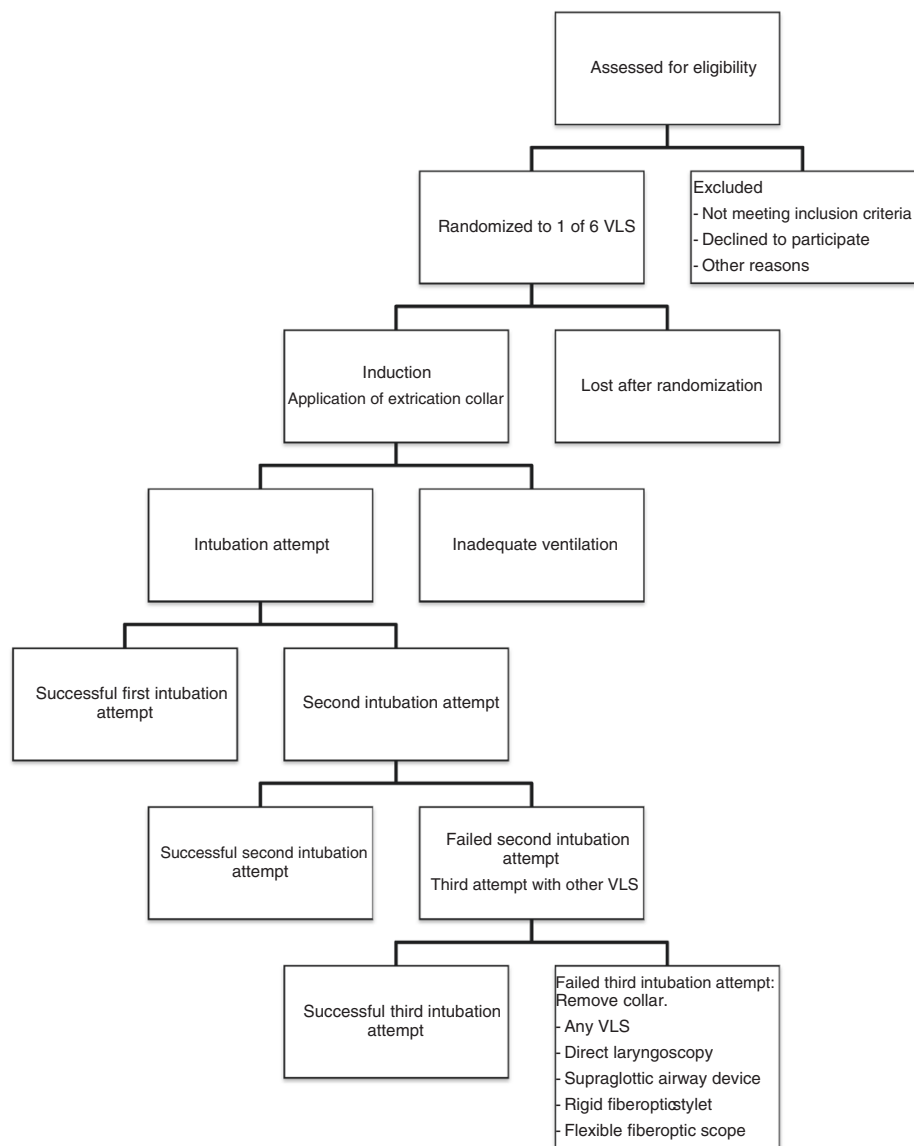 Assessed for eligibility
Randomized to 1 of 6 VLS
Excluded
- Not meeting inclusion criteria
- Declined to participate
- Other reasons
Induction
Application of extrication collar
Lost after randomization
Intubation attempt
Inadequate ventilation
Successful first intubation
attempt
Second intubation attempt
Successful second intubation
attempt
Failed second intubation
attempt
Third attempt with other VLS
Successful third intubation
attempt
Failed third intubation attempt:
Remove collar.
- Any VLS
- Direct laryngoscopy
- Supraglottic airway device
- Rigid fiberoptic stylet
- Flexible fiberoptic scope